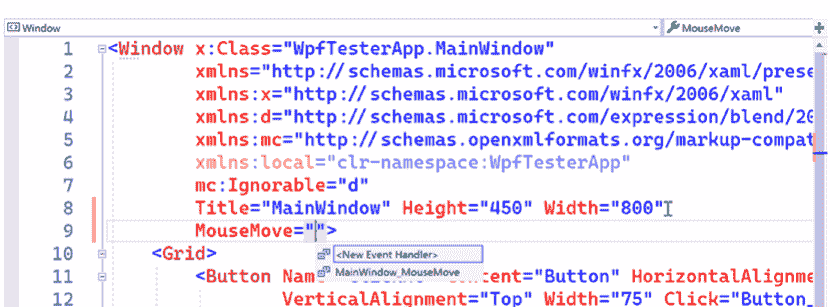 Window MouseMove
1 <Window x:Class="WpfTesterApp.MainWindow"
2 xmlns="http://schemas.microsoft.com/winfx/2006/xaml/prese
3 xmlns:x="http://schemas.microsoft.com/winfx/2006/xaml"
4 xmlns:d="http://schemas.microsoft.com/expression/blend/20
5 xmlns:mc="http://schemas.openxmlformats.org/markup-compat
6 xmlns:local="clr-namespace:WpfTesterApp"
7 mc:Ignorable="d"
8 Title="MainWindow" Height="450" Width="800"
9 MouseMove="">
10 <Grid>
<New Event Handler>
11 <Button Name="ontent="Button" HorizontalAlignme
MainWindow_MouseMove
12 VerticalAlignment="Top" Width="75" Click="Button_